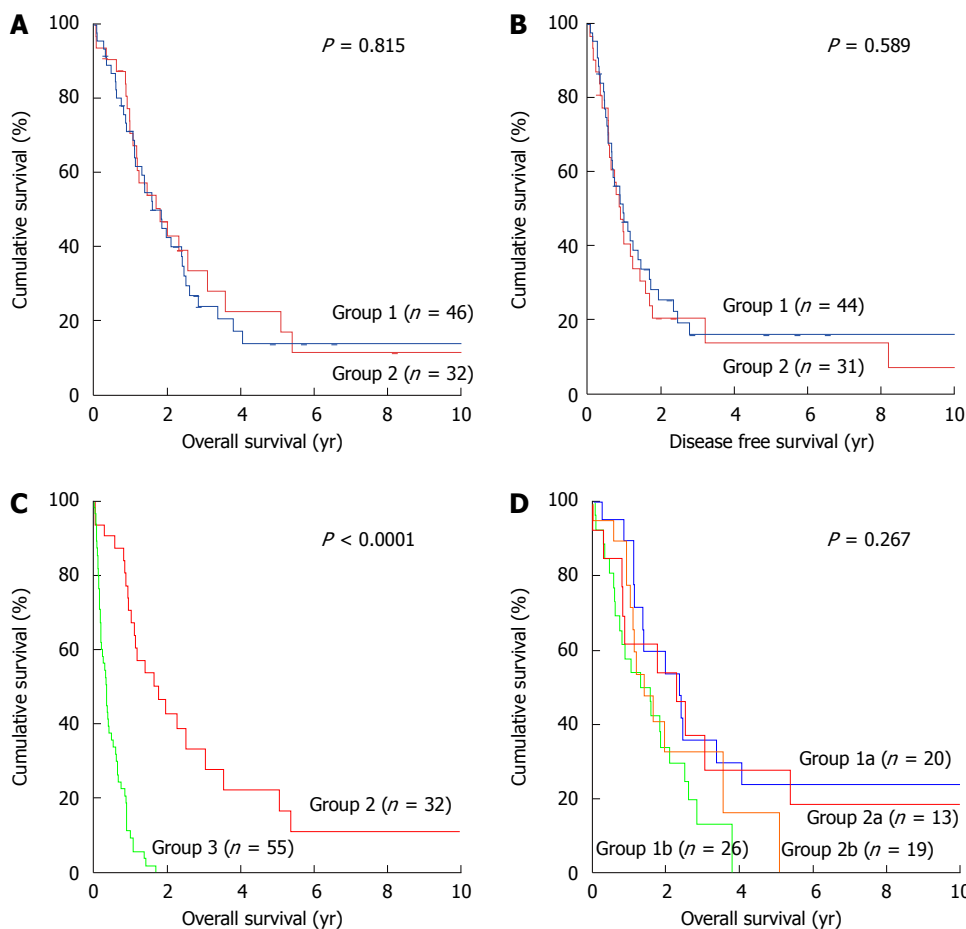 A
P = 0.815
Cumulative survival (%)
100
80
60
40
20
0
Group 1 (n = 46)
Group 2 (n = 32)
0 2 4 6 8 10
Overall survival (yr)
B
P = 0.589
Cumulative survival (%)
100
80
60
40
20
0
Group 1 (n = 44)
Group 2 (n = 31)
0 2 4 6 8 10
Disease free survival (yr)
C
P < 0.0001
Cumulative survival (%)
100
80
60
40
20
0
Group 2 (n = 32)
Group 3 (n = 55)
0 2 4 6 8 10
Overall survival (yr)
D
P = 0.267
Cumulative survival (%)
100
80
60
40
20
0
Group 1a (n = 20)
Group 2a (n = 13)
Group 1b (n = 26)
Group 2b (n = 19)
0 2 4 6 8 10
Overall survival (yr)